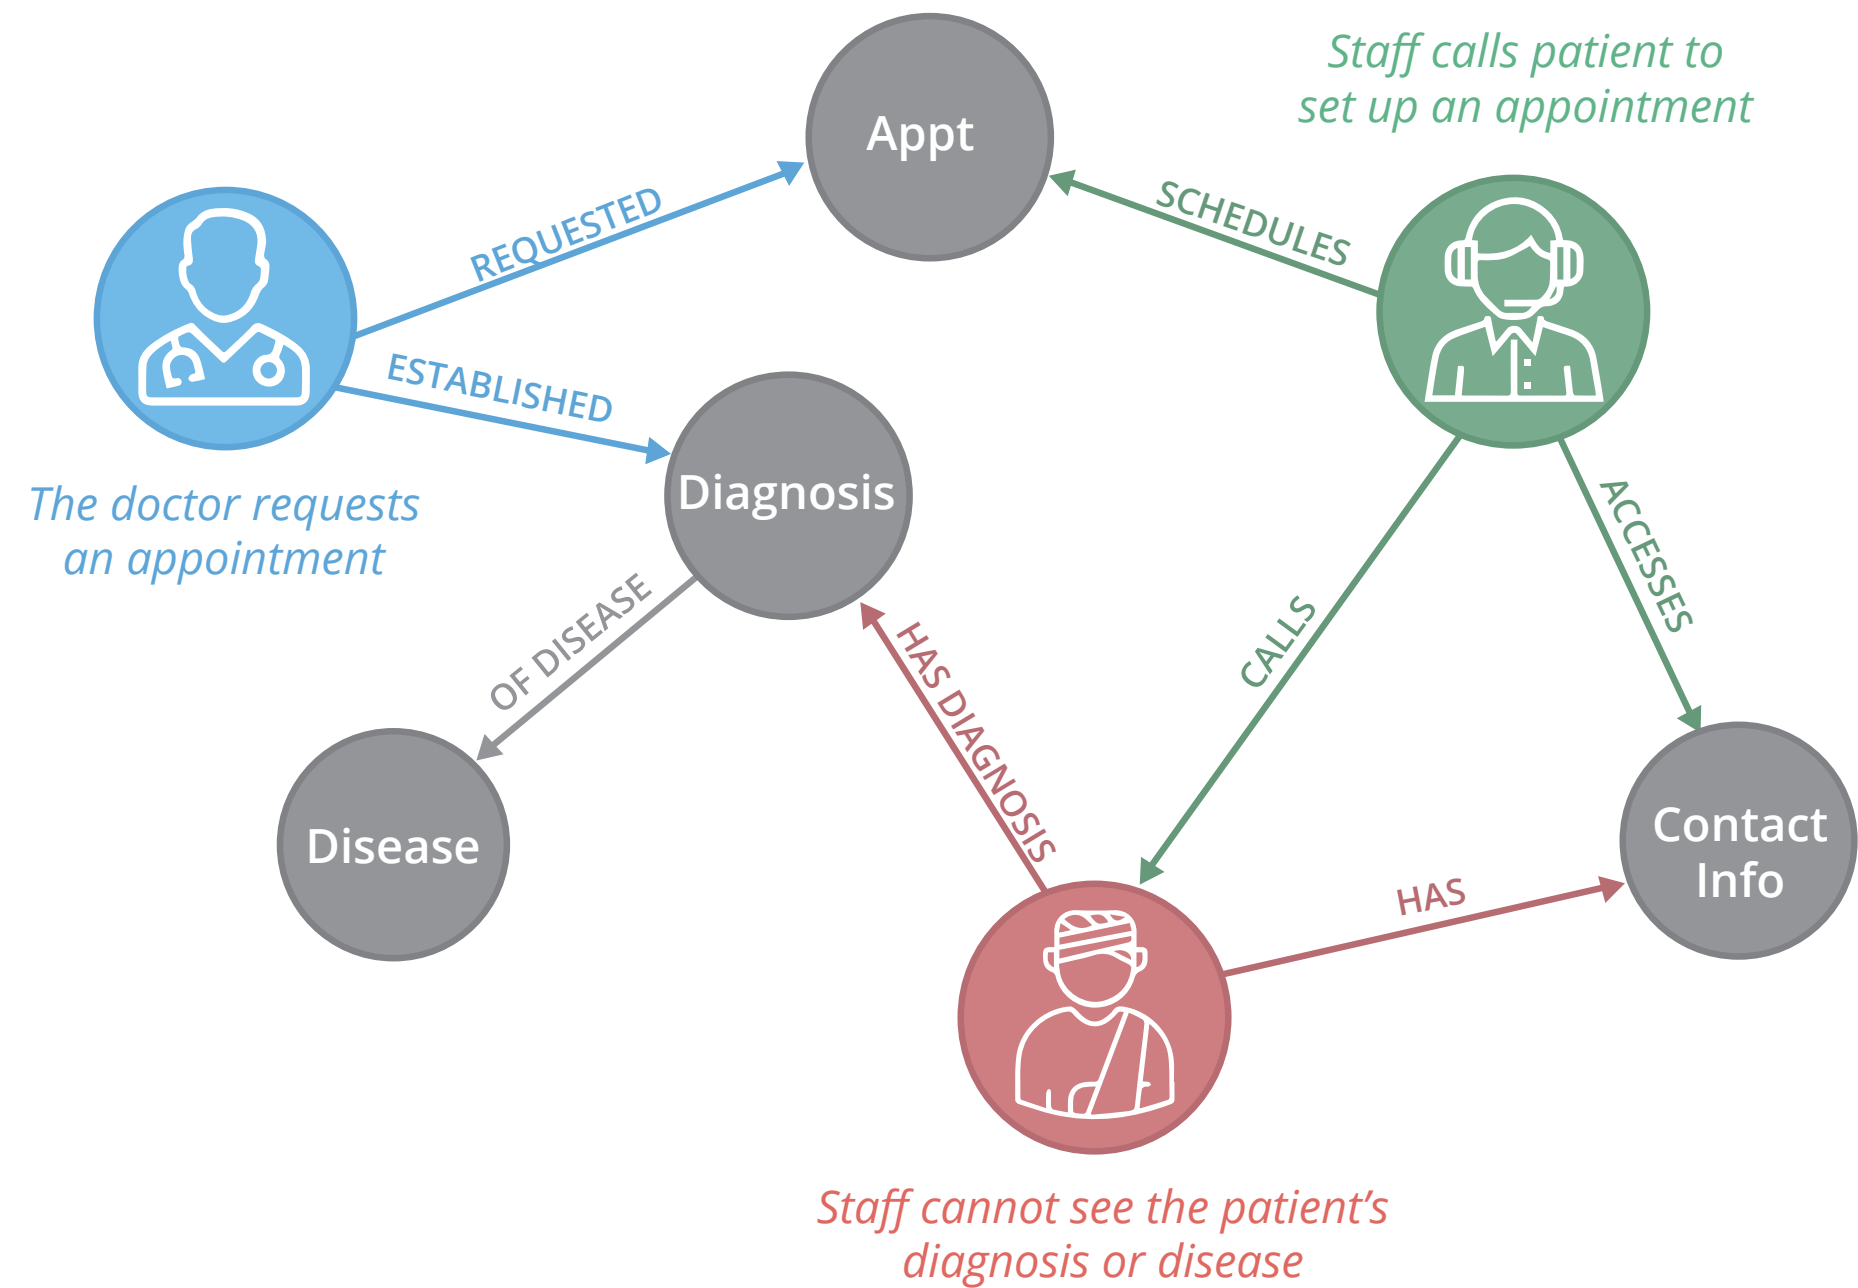 Staff calls patient to
set up an appointment
Appt
REQUESTED
SCHEDULES
ESTABLISHED
Diagnosis
The doctor requests
an appointment
ACCESSES
OF DISEASE
CALLS
HAS DIAGNOSIS
Disease
Contact
Info
HAS
Staff cannot see the patient’s
diagnosis or disease